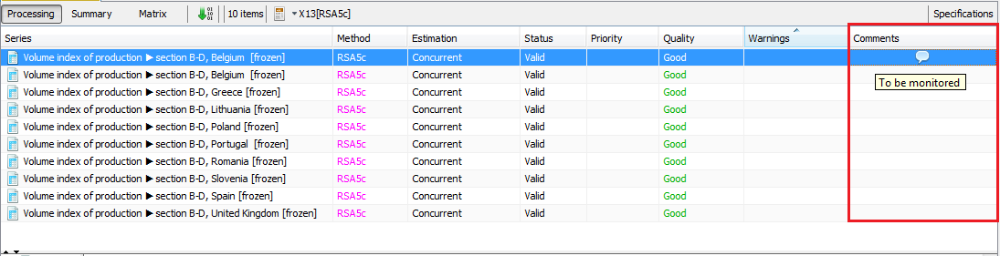 Processing Summary Matrix 10 items X13[RSA5c] Specifications
Series Method Estimation Status Priority Quality Warnings Comments
Volume index of production ►section B-D, Belgium [frozen] RSA5c Concurrent Valid Good
To be monitored
Volume index of production ►section B-D, Belgium [frozen] RSA5c Concurrent Valid Good
Volume index of production ►section B-D, Greece [frozen] RSA5c Concurrent Valid Good
Volume index of production ►section B-D, Lithuania [frozen] RSA5c Concurrent Valid Good
Volume index of production ►section B-D, Poland [frozen] RSA5c Concurrent Valid Good
Volume index of production ►section B-D, Portugal [frozen] RSA5c Concurrent Valid Good
Volume index of production ►section B-D, Romania [frozen] RSA5c Concurrent Valid Good
Volume index of production ►section B-D, Slovenia [frozen] RSA5c Concurrent Valid Good
Volume index of production ►section B-D, Spain [frozen] RSA5c Concurrent Valid Good
Volume index of production ►section B-D, United Kingdom [frozen] RSA5c Concurrent Valid Good